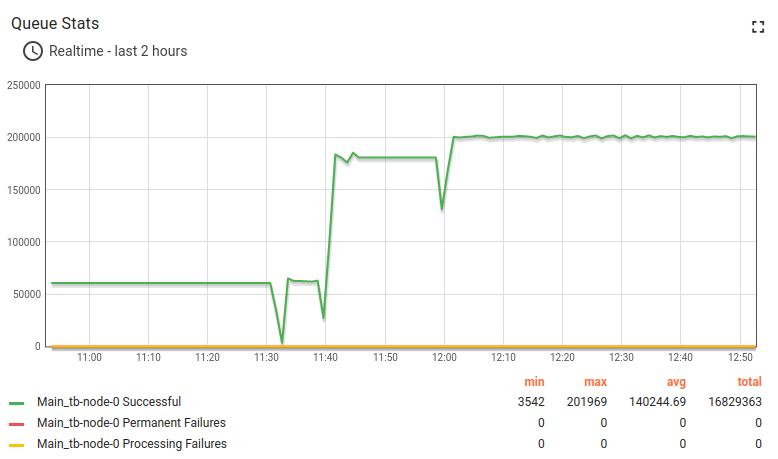 Queue Stats
Realtime - last 2 hours
250000
200000
150000
100000
50000
0
11:00 11:10 11:20 11:30 11:40 11:50 12:00 12:10 12:20 12:30 12:40 12:50
min max avg total
Main_tb-node-0 Successful 3542 201969 140244.69 16829363
Main_tb-node-0 Permanent Failures 0 0 0 0
Main_tb-node-0 Processing Failures 0 0 0 0